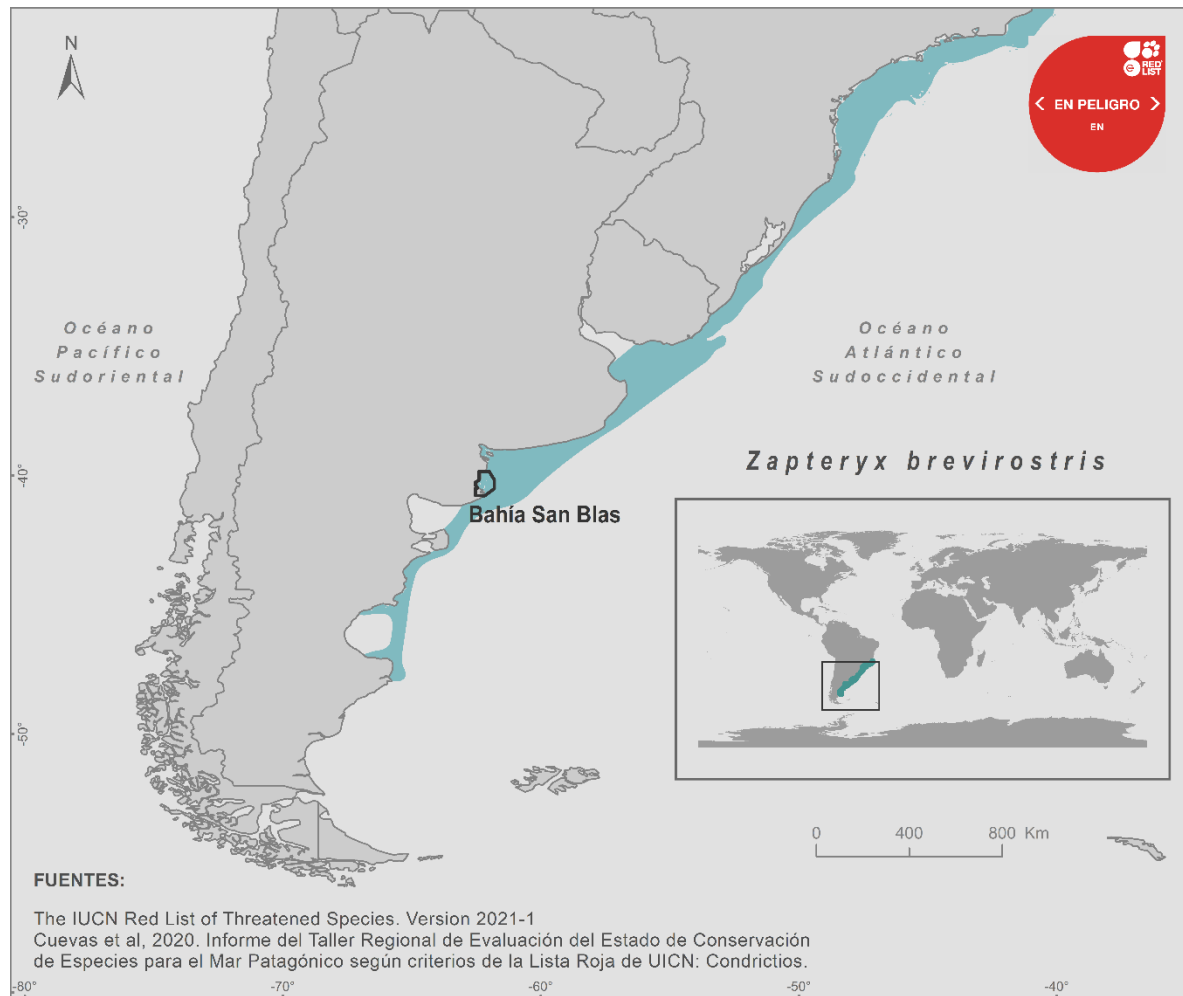 N
RED
LIST
EN PELIGRO
EN
-30°
Océano
Pacífico
Sudoriental
Océano
Atlántico
Sudoccidental
Zapteryx brevirostris
-40°
Bahía San Blas
-50°
0 400 800 Km
FUENTES:
The IUCN Red List of Threatened Species. Version 2021-1
Cuevas et al, 2020. Informe del Taller Regional de Evaluación del Estado de Conservación
de Especies para el Mar Patagónico según criterios de la Lista Roja de UICN: Condrictios.
-80° -70° -60° -50° -40°